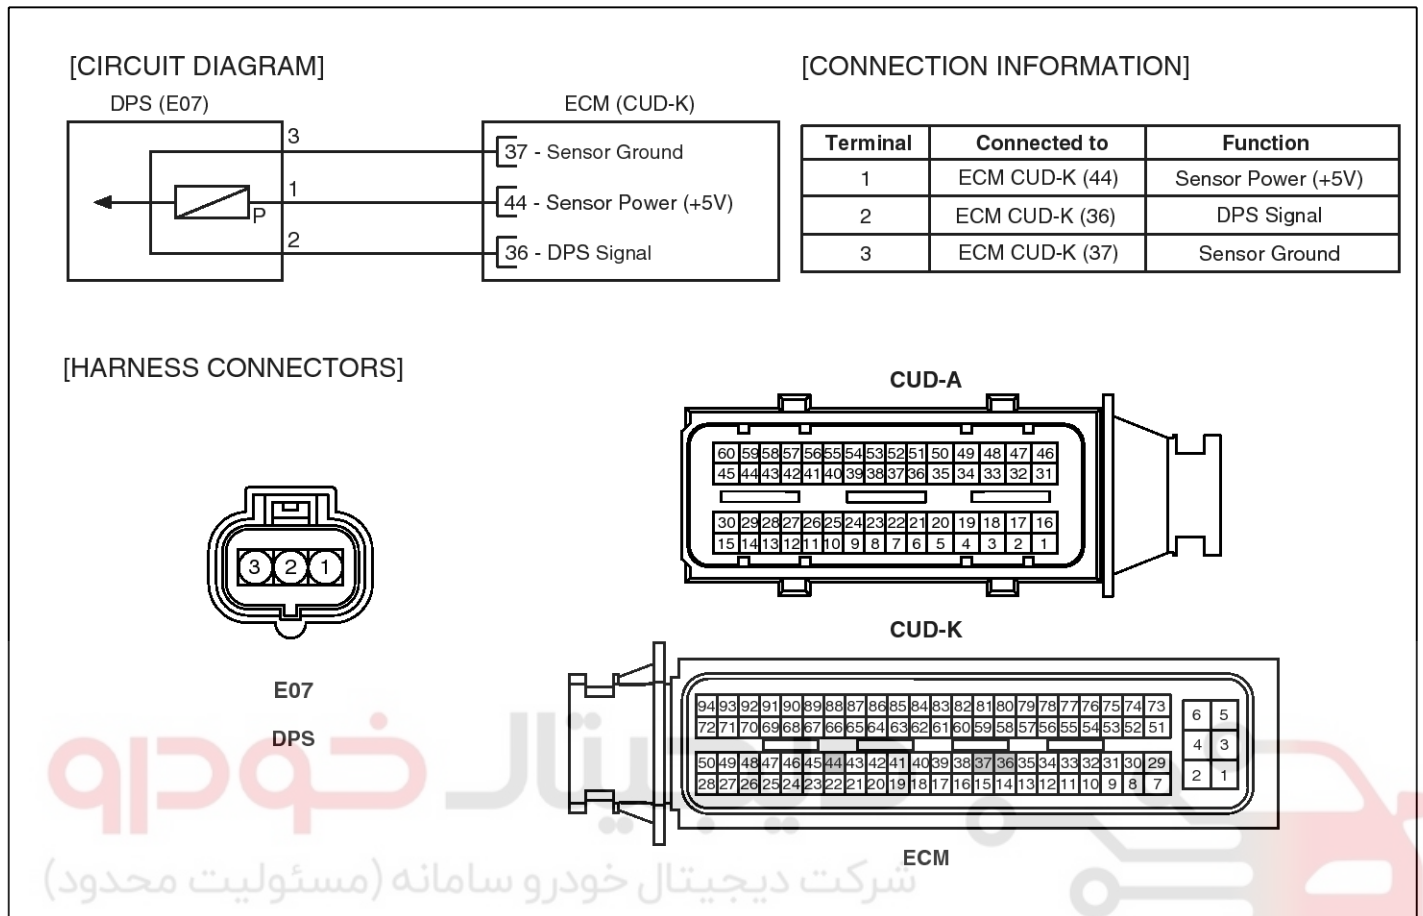 [CIRCUIT DIAGRAM]
DPS (E07)
ECM (CUD-K)
3
37 - Sensor Ground
1
44 - Sensor Power (+5V)
P
2
36 - DPS Signal
[CONNECTION INFORMATION]
Terminal Connected to Function
1 ECM CUD-K (44) Sensor Power (+5V)
2 ECM CUD-K (36) DPS Signal
3 ECM CUD-K (37) Sensor Ground
[HARNESS CONNECTORS]
3 2 1
E07
DPS
CUD-A
60 59 58 57 56 55 54 53 52 51 50 49 48 47 46
45 44 43 42 41 40 39 38 37 36 35 34 33 32 31
30 29 28 27 26 25 24 23 22 21 20 19 18 17 16
15 14 13 12 11 10 9 8 7 6 5 4 3 2 1
CUD-K
94 93 92 91 90 89 88 87 86 85 84 83 82 81 80 79 78 77 76 75 74 73
72 71 70 69 68 67 66 65 64 63 62 61 60 59 58 57 56 55 54 53 52 51
50 49 48 47 46 45 44 43 42 41 40 39 38 37 36 35 34 33 32 31 30 29
28 27 26 25 24 23 22 21 20 19 18 17 16 15 14 13 12 11 10 9 8 7
6 5
4 3
2 1
ECM
دیجیتال خودرو
شرکت دیجیتال خودرو سامانه (مسئولیت محدود)